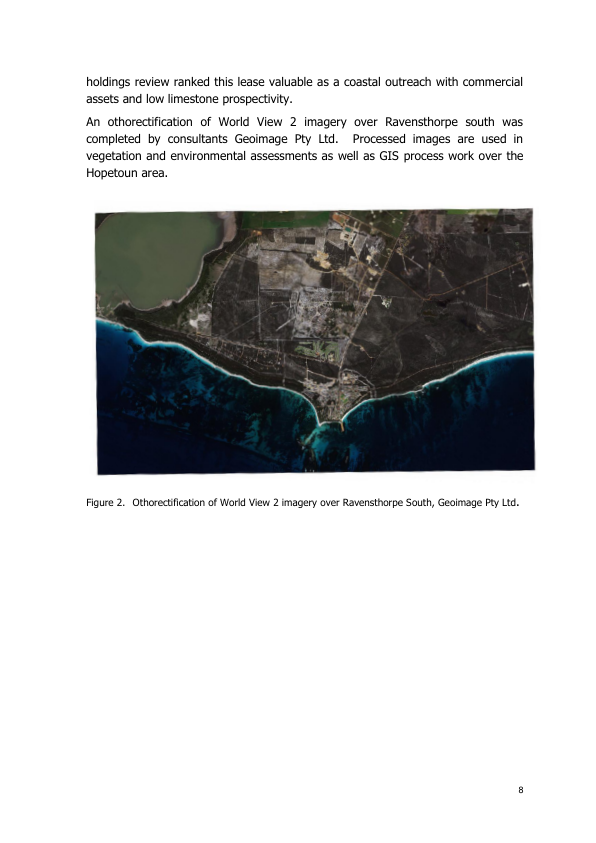 holdings review ranked this lease valuable as a coastal outreach with commercial
assets and low limestone prospectivity.
An othorectification of World View 2 imagery over Ravensthorpe south was
completed by consultants Geoimage Pty Ltd. Processed images are used in
vegetation and environmental assessments as well as GIS process work over the
Hopetoun area.
Figure 2. Othorectification of World View 2 imagery over Ravensthorpe South, Geoimage Pty Ltd.
8